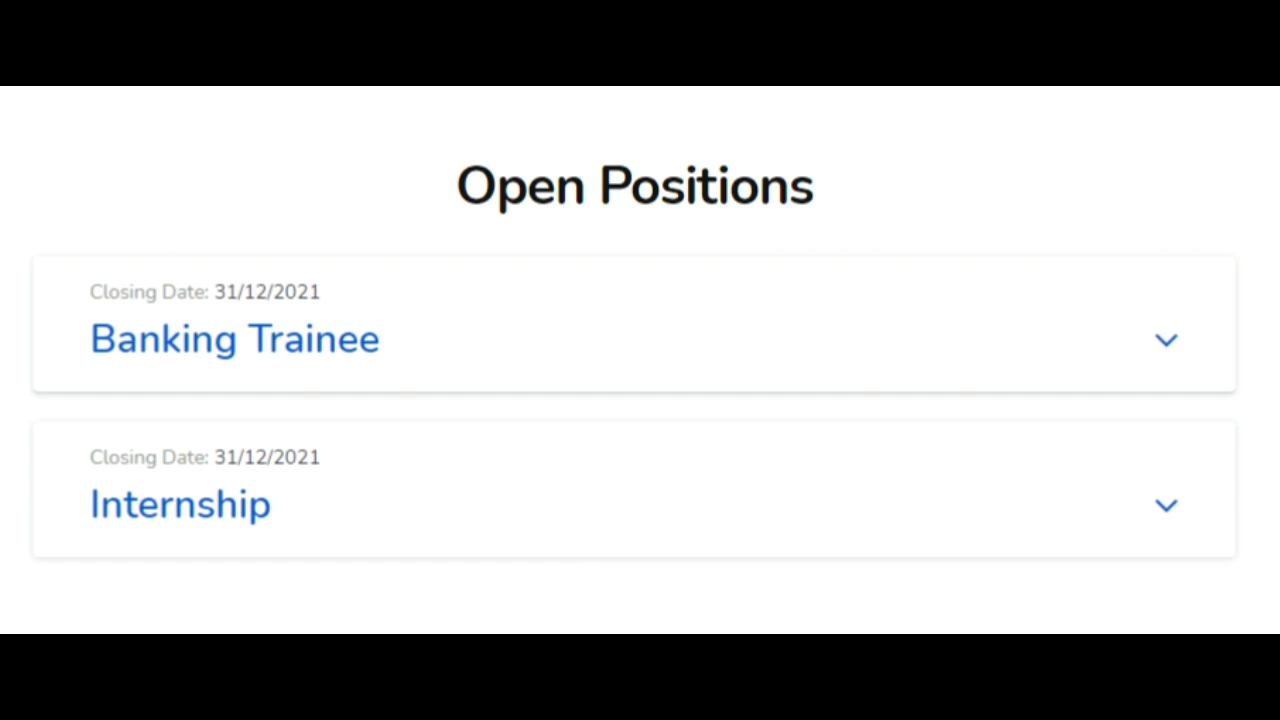 Open Positions
Closing Date: 31/12/2021
Banking Trainee
Closing Date: 31/12/2021
Internship